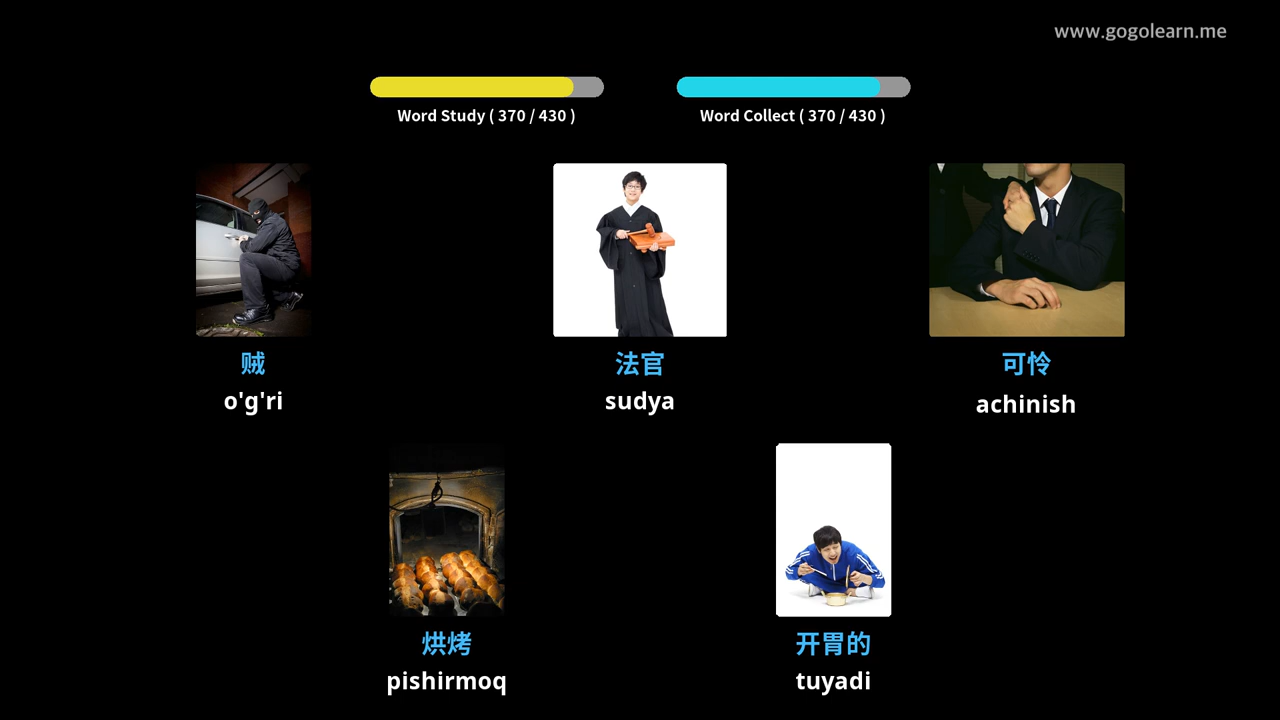 www.gogolearn.me
Word Study ( 370 / 430 )
Word Collect ( 370 / 430 )
贼
o'g'ri
法官
sudya
可怜
achinish
烘烤
pishirmoq
开胃的
tuyadi